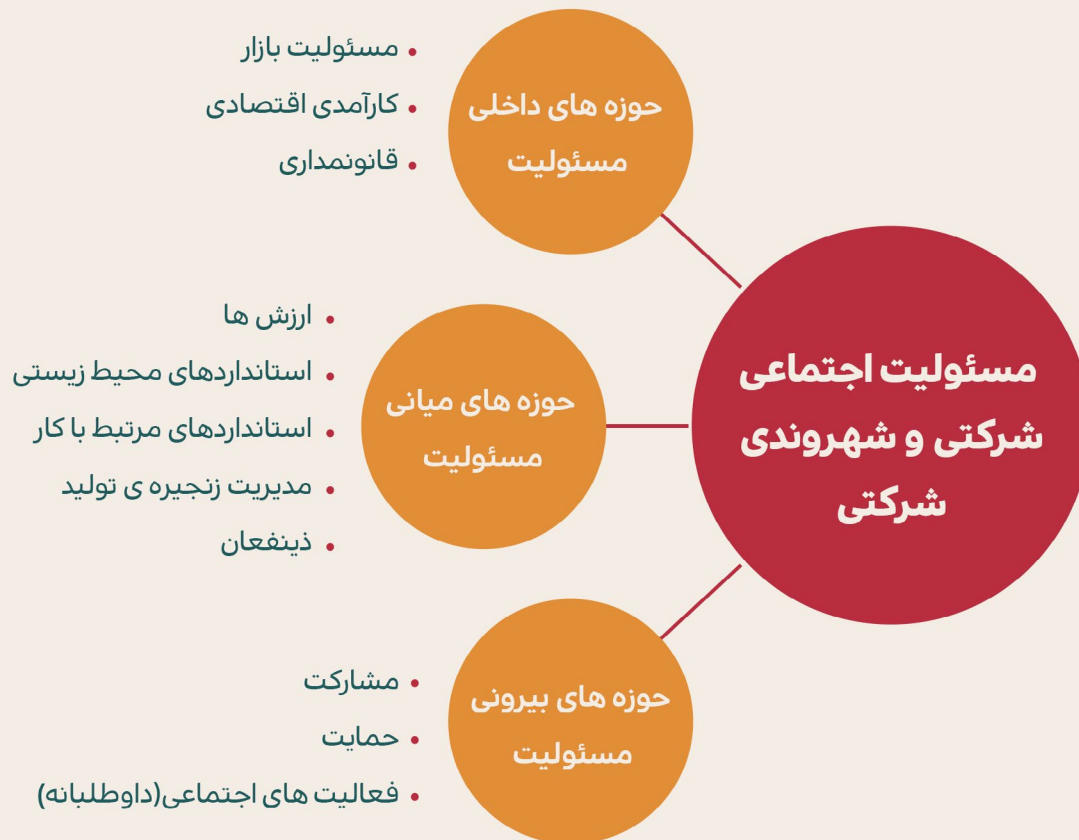 مسئولیت اجتماعی
شرکتی و شهروندی
شرکتی
حوزه های داخلی
مسئولیت
• مسئولیت بازار
• کارآمدی اقتصادی
• قانونمداری
حوزه های میانی
مسئولیت
• ارزش ها
• استانداردهای محیط زیستی
• استانداردهای مرتبط با کار
• مدیریت زنجیره ی تولید
• ذینفعان
حوزه های بیرونی
مسئولیت
• مشارکت
• حمایت
• فعالیت های اجتماعی(داوطلبانه)